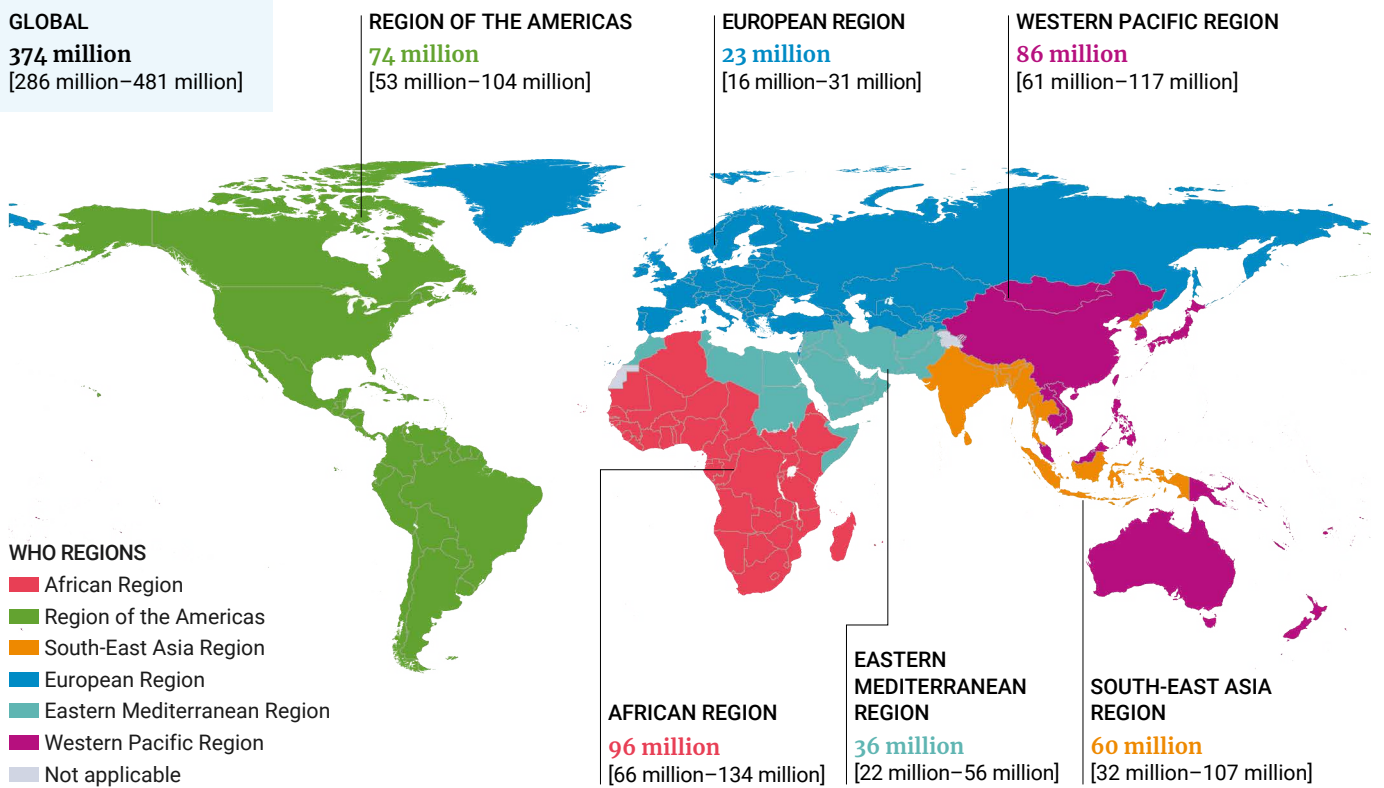 GLOBAL
374 million
[286 million–481 million]
REGION OF THE AMERICAS
74 million
[53 million–104 million]
EUROPEAN REGION
23 million
[16 million–31 million]
WESTERN PACIFIC REGION
86 million
[61 million–117 million]
WHO REGIONS
African Region
Region of the Americas
South-East Asia Region
European Region
Eastern Mediterranean Region
Western Pacific Region
Not applicable
AFRICAN REGION
96 million
[66 million–134 million]
EASTERN
MEDITERRANEAN
REGION
36 million
[22 million–56 million]
SOUTH-EAST ASIA
REGION
60 million
[32 million–107 million]